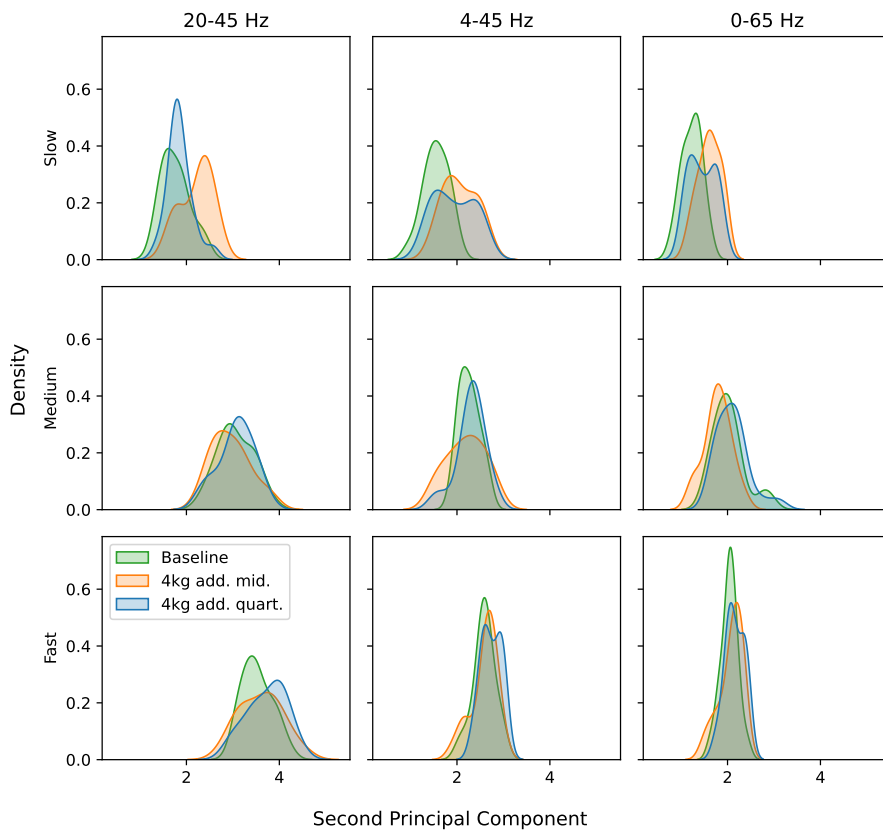 20-45 Hz 4-45 Hz 0-65 Hz
0.6
0.4
0.2
0.0
Slow
0.6
0.4
0.2
0.0
Medium
Density
0.6
0.4
0.2
0.0
Fast
Baseline
4kg add. mid.
4kg add. quart.
2 4 2 4 2 4
Second Principal Component